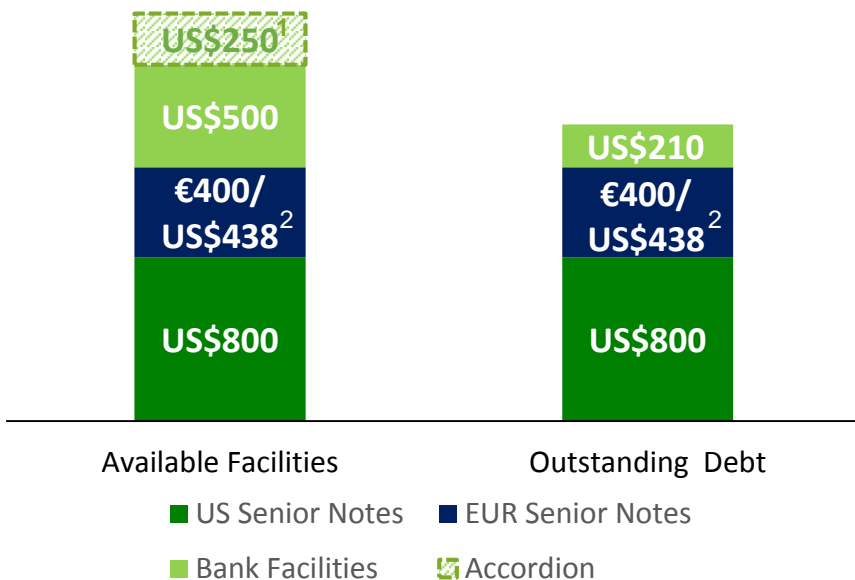 US$250¹
US$500
€400/
US$438²
US$800
US$210
€400/
US$438²
US$800
Available Facilities
Outstanding Debt
US Senior Notes
EUR Senior Notes
Bank Facilities
Accordion